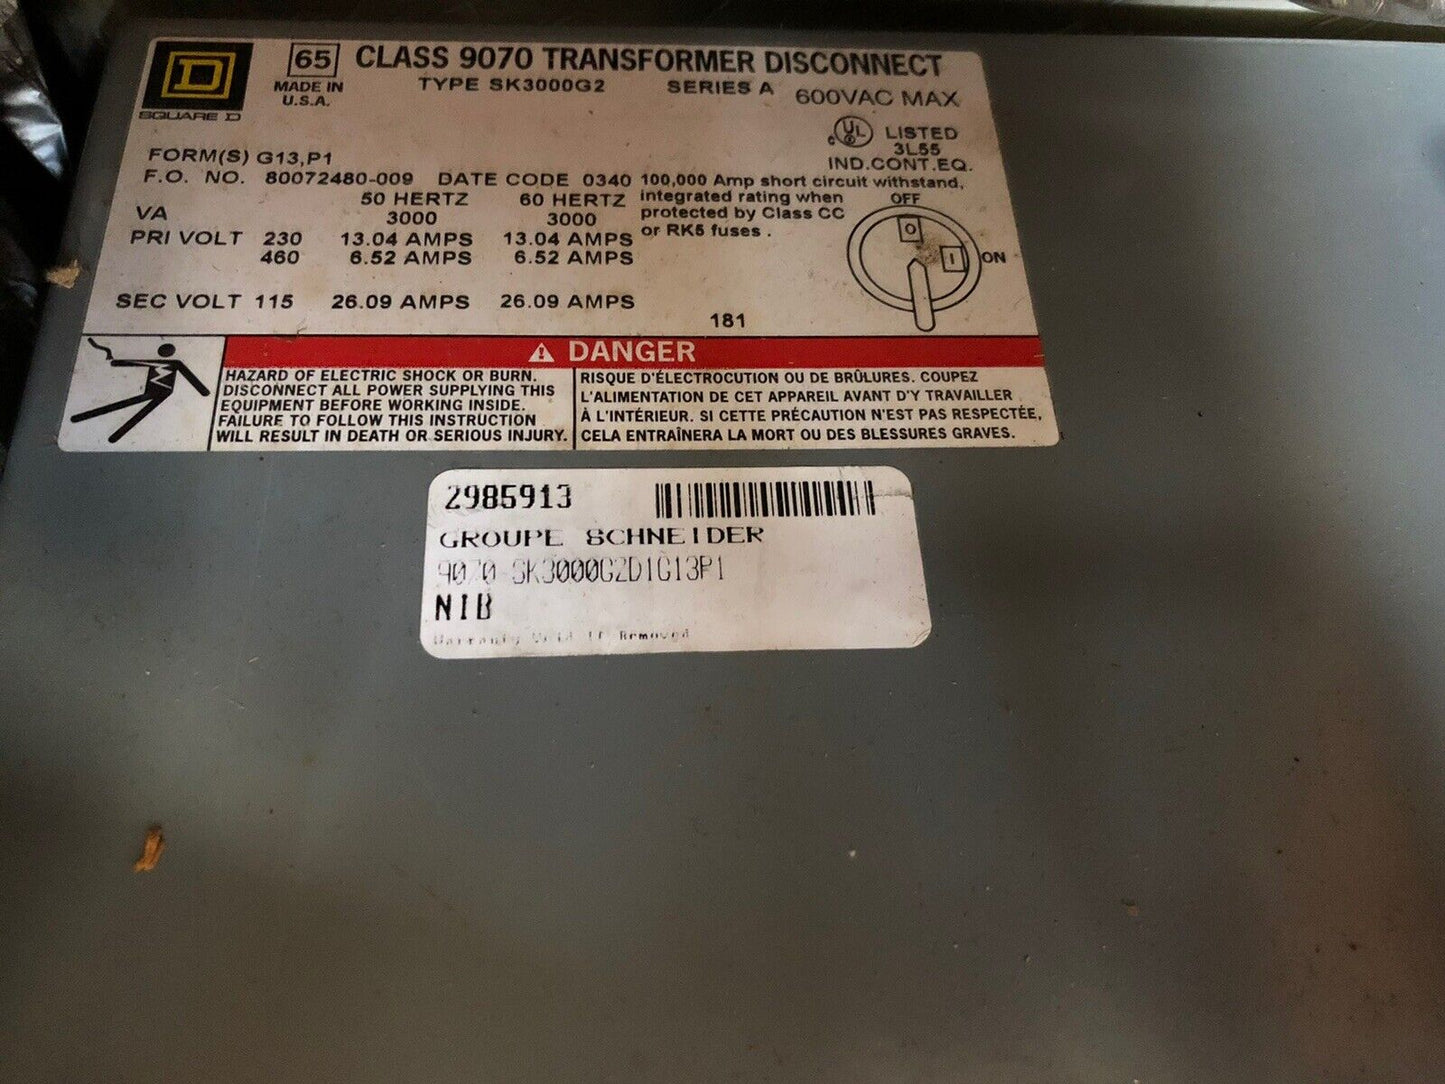 65 CLASS 9070 TRANSFORMER DISCONNECT
MADE IN U.S.A. TYPE SK3000G2 SERIES A 600VAC MAX
SQUARE D
c UL LISTED
3L55
IND.CONT.EQ.
FORM(S) G13,P1
F.O. NO. 80072480-009 DATE CODE 0340
50 HERTZ 60 HERTZ
VA 3000 3000
PRI VOLT 230 13.04 AMPS 13.04 AMPS
460 6.52 AMPS 6.52 AMPS
SEC VOLT 115 26.09 AMPS 26.09 AMPS
100,000 Amp short circuit withstand,
integrated rating when
protected by Class CC
or RK5 fuses .
OFF
O
I ON
181
DANGER
HAZARD OF ELECTRIC SHOCK OR BURN.
DISCONNECT ALL POWER SUPPLYING THIS
EQUIPMENT BEFORE WORKING INSIDE.
FAILURE TO FOLLOW THIS INSTRUCTION
WILL RESULT IN DEATH OR SERIOUS INJURY.
RISQUE D'ÉLECTROCUTION OU DE BRÛLURES. COUPEZ
L'ALIMENTATION DE CET APPAREIL AVANT D'Y TRAVAILLER
À L'INTÉRIEUR. SI CETTE PRÉCAUTION N'EST PAS RESPECTÉE,
CELA ENTRAÎNERA LA MORT OU DES BLESSURES GRAVES.
2985913
GROUPE SCHNEIDER
9070 SK3000G2D1G13P1
NIB
Warranty Void If Removed